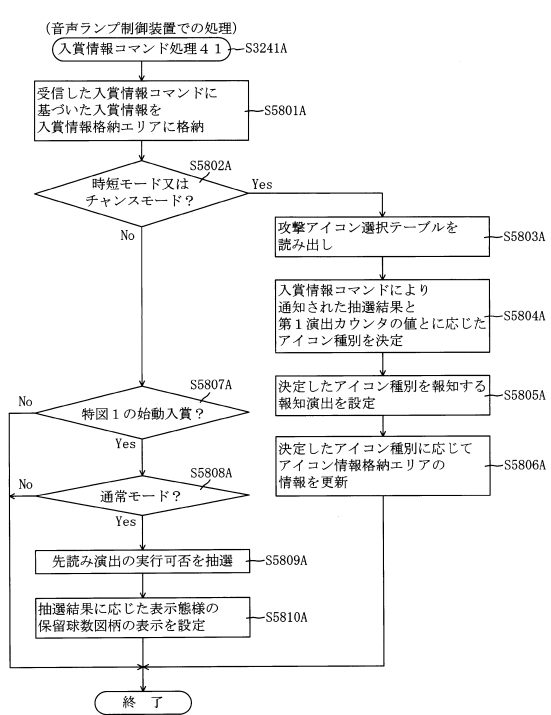 (音声ランプ制御装置での処理)
入賞情報コマンド処理41
S3241A
受信した入賞情報コマンドに
基づいた入賞情報を
入賞情報格納エリアに格納
S5801A
S5802A
時短モード又は
チャンスモード?
Yes
No
攻撃アイコン選択テーブルを
読み出し
S5803A
入賞情報コマンドにより
通知された抽選結果と
第1演出カウンタの値とに応じた
アイコン種別を決定
S5804A
決定したアイコン種別を報知する
報知演出を設定
S5805A
決定したアイコン種別に応じて
アイコン情報格納エリアの
情報を更新
S5806A
S5807A
特図1の始動入賞?
No
Yes
S5808A
通常モード?
No
Yes
先読み演出の実行可否を抽選
S5809A
抽選結果に応じた表示態様の
保留球数図柄の表示を設定
S5810A
終了